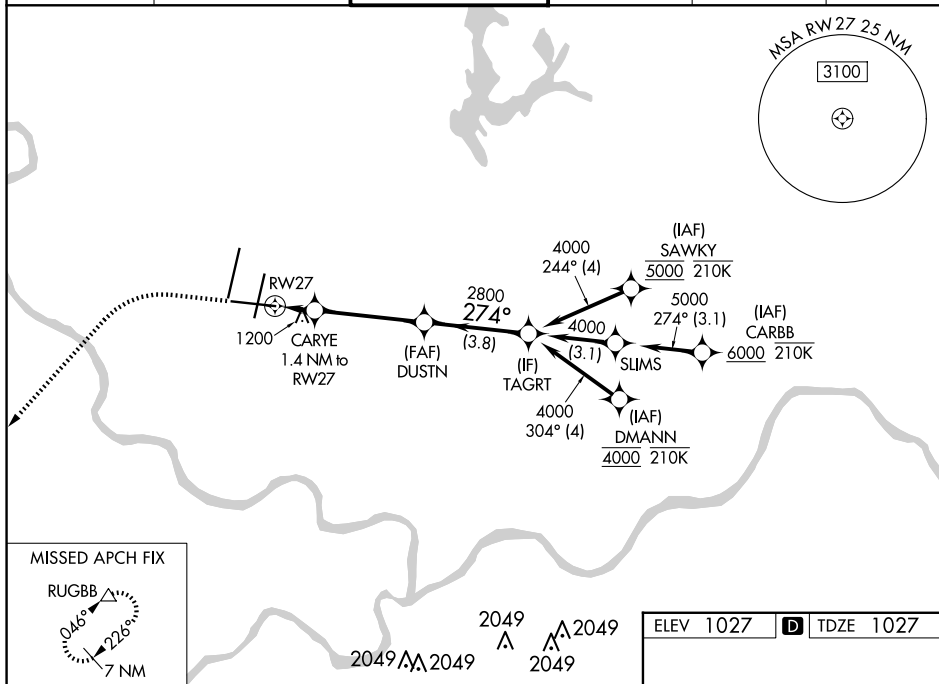 MSA RW27 25 NM
3100
(IAF)
SAWKY
5000 210K
4000
244° (4)
5000
274° (3.1)
(IAF)
CARBB
6000 210K
RW27
2800
274°
(3.8)
4000
(3.1)
SLIMS
1200
CARYE
1.4 NM to
RW27
(FAF)
DUSTN
(IF)
TAGRT
4000
304° (4)
(IAF)
DMANN
4000 210K
MISSED APCH FIX
RUGBB
046°
226°
7 NM
2049
2049
2049
2049
2049
ELEV 1027 D TDZE 1027